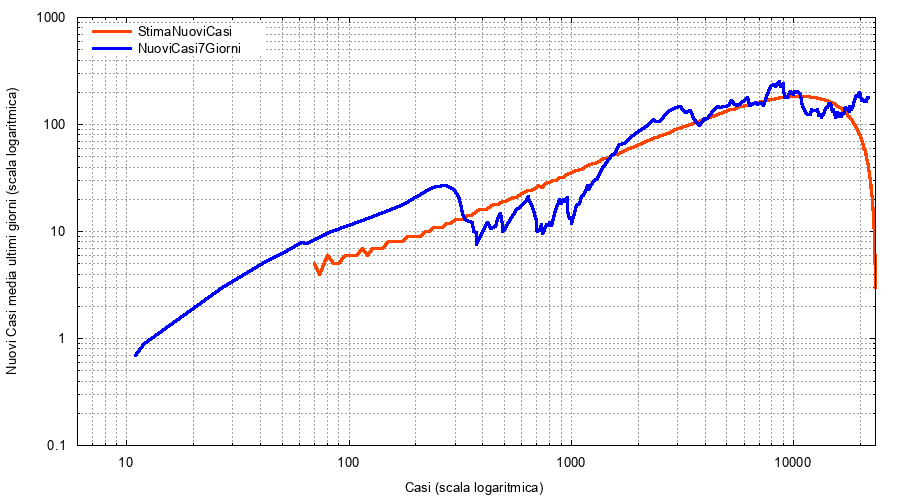 1000
StimaNuoviCasi
NuoviCasi7Giorni
100
10
1
0.1
Nuovi Casi media ultimi giorni (scala logaritmica)
10
100
1000
10000
Casi (scala logaritmica)